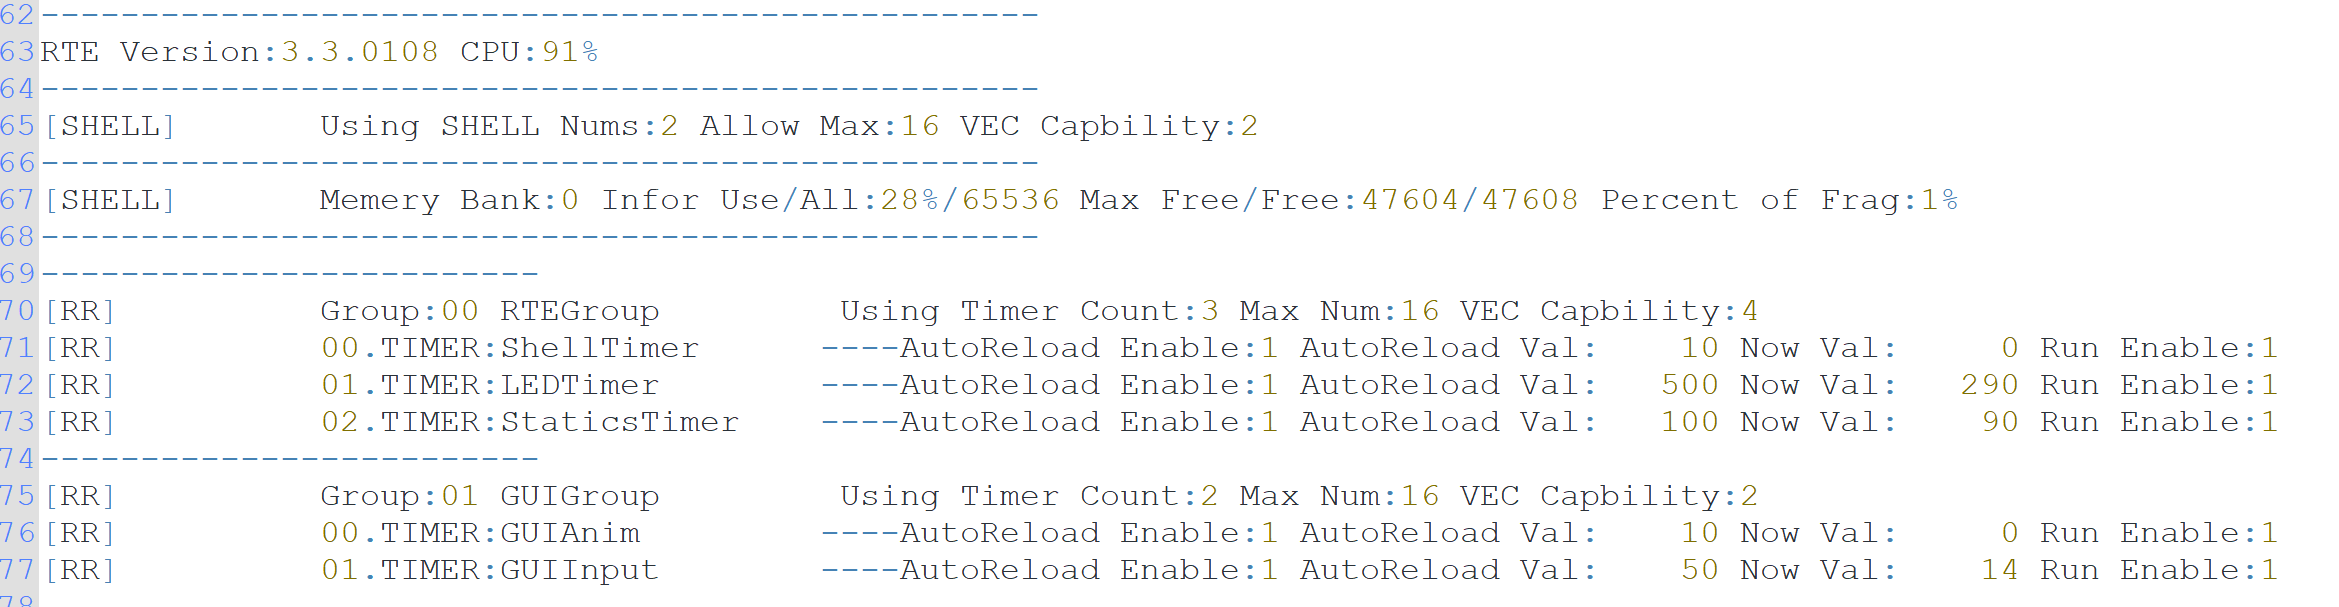 62--------------------------------------------------
63RTE Version:3.3.0108 CPU:91%
64--------------------------------------------------
65[SHELL]       Using SHELL Nums:2 Allow Max:16 VEC Capbility:2
66--------------------------------------------------
67[SHELL]       Memery Bank:0 Infor Use/All:28%/65536 Max Free/Free:47604/47608 Percent of Frag:1%
68--------------------------------------------------
69-------------------------
70[RR]          Group:00 RTEGroup         Using Timer Count:3 Max Num:16 VEC Capbility:4
71[RR]          00.TIMER:ShellTimer      ----AutoReload Enable:1 AutoReload Val:    10 Now Val:     0 Run Enable:1
72[RR]          01.TIMER:LEDTimer        ----AutoReload Enable:1 AutoReload Val:   500 Now Val:   290 Run Enable:1
73[RR]          02.TIMER:StaticsTimer    ----AutoReload Enable:1 AutoReload Val:   100 Now Val:    90 Run Enable:1
74-------------------------
75[RR]          Group:01 GUIGroup         Using Timer Count:2 Max Num:16 VEC Capbility:2
76[RR]          00.TIMER:GUIAnim         ----AutoReload Enable:1 AutoReload Val:    10 Now Val:     0 Run Enable:1
77[RR]          01.TIMER:GUIInput        ----AutoReload Enable:1 AutoReload Val:    50 Now Val:    14 Run Enable:1
78